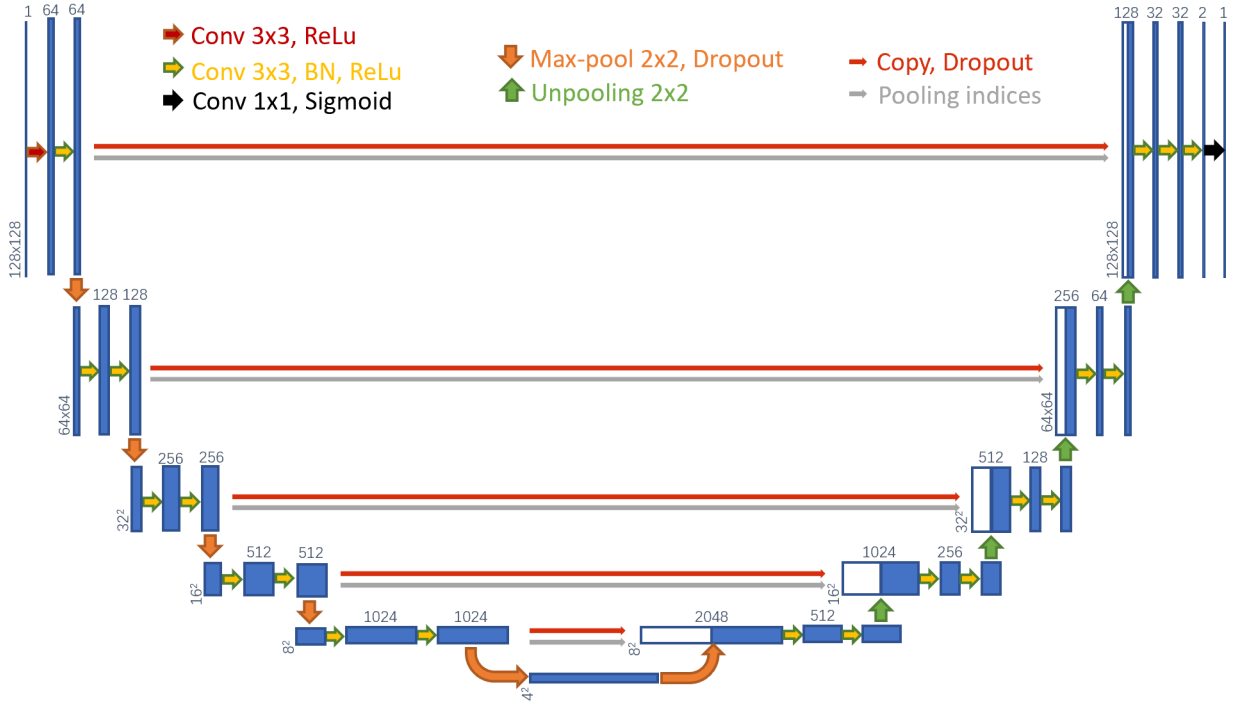 1 64 64
Conv 3x3, ReLu
Conv 3x3, BN, ReLu
Conv 1x1, Sigmoid
Max-pool 2x2, Dropout
Unpooling 2x2
Copy, Dropout
Pooling indices
128 32 32 2 1
128x128
128x128
128 128
64x64
256 64
64x64
256 256
32²
512 128
32²
512 512
16²
1024 256
16²
1024 1024
8²
2048 512
8²
4²